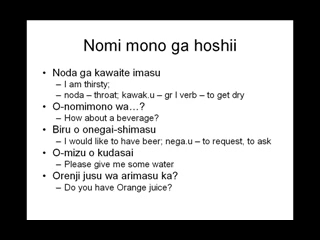 Nomi mono ga hoshii
• Noda ga kawaite imasu
– I am thirsty;
– noda – throat; kawak.u – gr I verb – to get dry
• O-nomimono wa…?
– How about a beverage?
• Biru o onegai-shimasu
– I would like to have beer; nega.u – to request, to ask
• O-mizu o kudasai
– Please give me some water
• Orenji jusu wa arimasu ka?
– Do you have Orange juice?